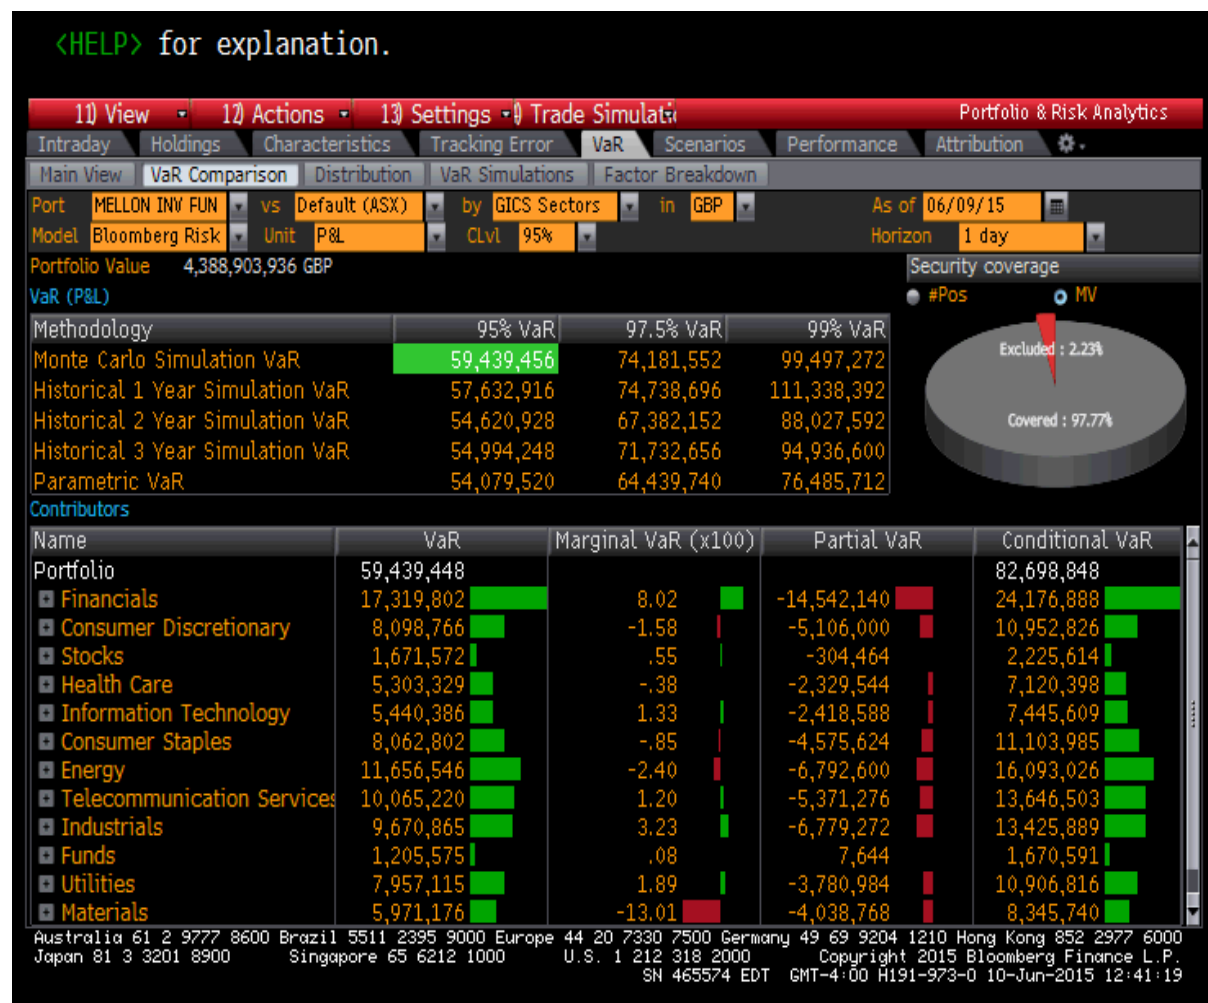 <HELP> for explanation.
11) View 12) Actions 13) Settings ) Trade Simulati Portfolio & Risk Analytics
Intraday Holdings Characteristics Tracking Error VaR Scenarios Performance Attribution
Main View VaR Comparison Distribution VaR Simulations Factor Breakdown
Port MELLON INV FUN vs Default (ASX) by GICS Sectors in GBP As of 06/09/15
Model Bloomberg Risk Unit P&L CLvl 95% Horizon 1 day
Portfolio Value 4,388,903,936 GBP Security coverage
VaR (P&L) #Pos MV
Methodology 95% VaR 97.5% VaR 99% VaR
Monte Carlo Simulation VaR 59,439,456 74,181,552 99,497,272 Excluded : 2.23%
Historical 1 Year Simulation VaR 57,632,916 74,738,696 111,338,392
Historical 2 Year Simulation VaR 54,620,928 67,382,152 88,027,592 Covered : 97.77%
Historical 3 Year Simulation VaR 54,994,248 71,732,656 94,936,600
Parametric VaR 54,079,520 64,439,740 76,485,712
Contributors
Name VaR Marginal VaR (x100) Partial VaR Conditional VaR
Portfolio 59,439,448 82,698,848
Financials 17,319,802 8.02 -14,542,140 24,176,888
Consumer Discretionary 8,098,766 -1.58 -5,106,000 10,952,826
Stocks 1,671,572 .55 -304,464 2,225,614
Health Care 5,303,329 -.38 -2,329,544 7,120,398
Information Technology 5,440,386 1.33 -2,418,588 7,445,609
Consumer Staples 8,062,802 -.85 -4,575,624 11,103,985
Energy 11,656,546 -2.40 -6,792,600 16,093,026
Telecommunication Services 10,065,220 1.20 -5,371,276 13,646,503
Industrials 9,670,865 3.23 -6,779,272 13,425,889
Funds 1,205,575 .08 7,644 1,670,591
Utilities 7,957,115 1.89 -3,780,984 10,906,816
Materials 5,971,176 -13.01 -4,038,768 8,345,740
Australia 61 2 9777 8600 Brazil 5511 2395 9000 Europe 44 20 7330 7500 Germany 49 69 9204 1210 Hong Kong 852 2977 6000
Japan 81 3 3201 8900 Singapore 65 6212 1000 U.S. 1 212 318 2000 Copyright 2015 Bloomberg Finance L.P.
SN 465574 EDT GMT-4:00 H191-973-0 10-Jun-2015 12:41:19